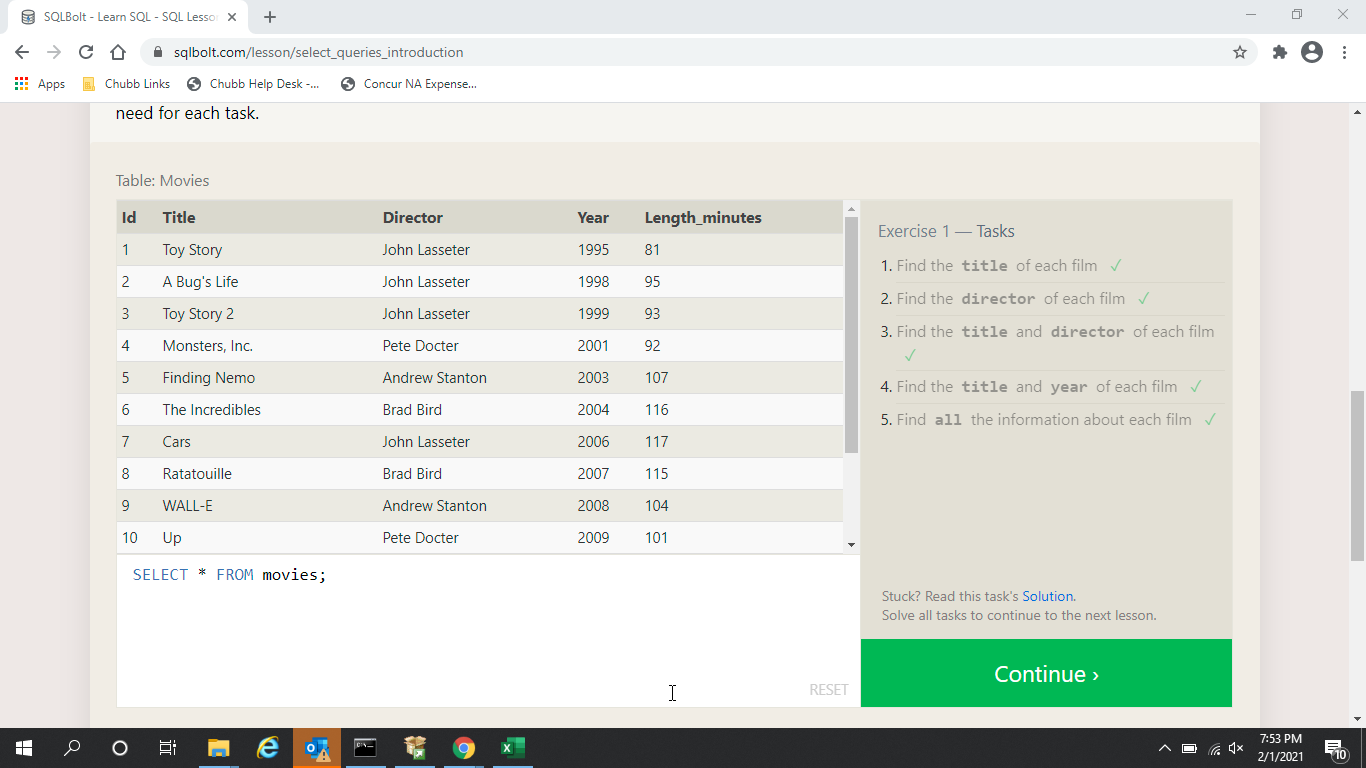 SQLBolt - Learn SQL - SQL Lesso
sqlbolt.com/lesson/select_queries_introduction
Apps Chubb Links Chubb Help Desk -... Concur NA Expense...
need for each task.
Table: Movies
Id Title Director Year Length_minutes
1 Toy Story John Lasseter 1995 81
2 A Bug's Life John Lasseter 1998 95
3 Toy Story 2 John Lasseter 1999 93
4 Monsters, Inc. Pete Docter 2001 92
5 Finding Nemo Andrew Stanton 2003 107
6 The Incredibles Brad Bird 2004 116
7 Cars John Lasseter 2006 117
8 Ratatouille Brad Bird 2007 115
9 WALL-E Andrew Stanton 2008 104
10 Up Pete Docter 2009 101
SELECT * FROM movies;
RESET
Exercise 1 — Tasks
1. Find the title of each film ✓
2. Find the director of each film ✓
3. Find the title and director of each film
✓
4. Find the title and year of each film ✓
5. Find all the information about each film ✓
Stuck? Read this task's Solution.
Solve all tasks to continue to the next lesson.
Continue ›
7:53 PM
2/1/2021
10